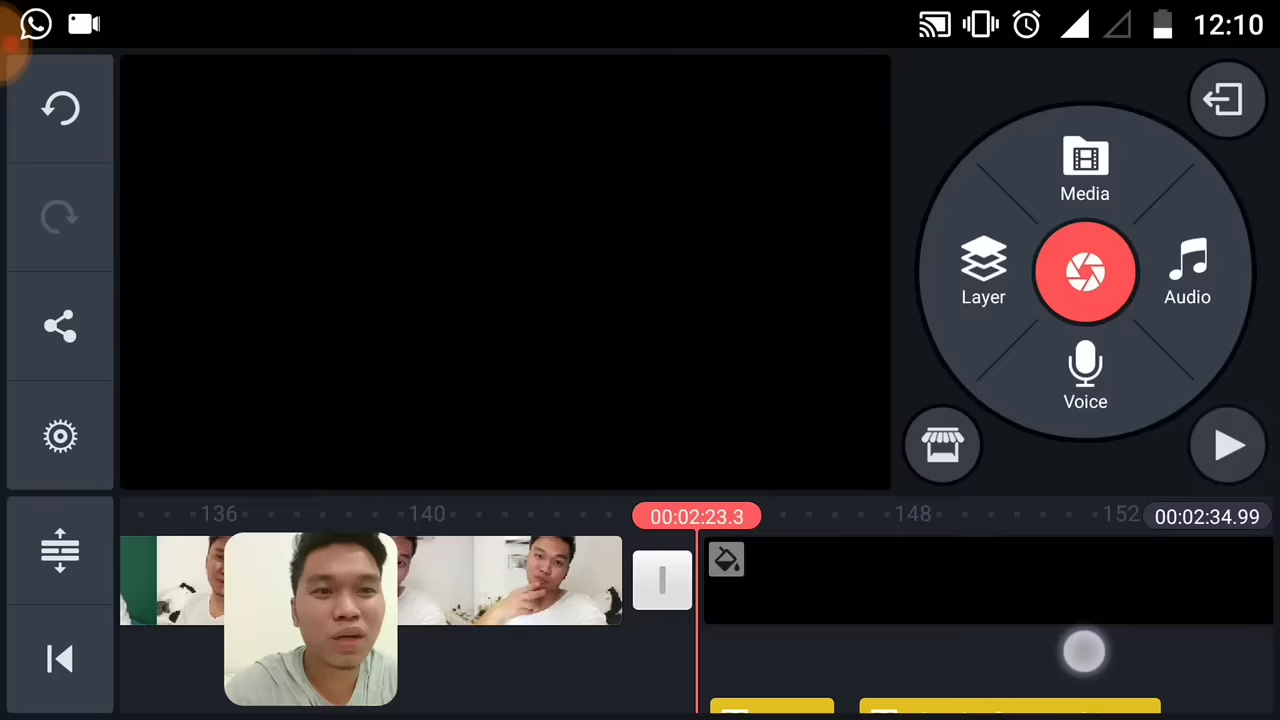 12:10
Media
Layer
Audio
Voice
136
140
00:02:23.3
148
152
00:02:34.99